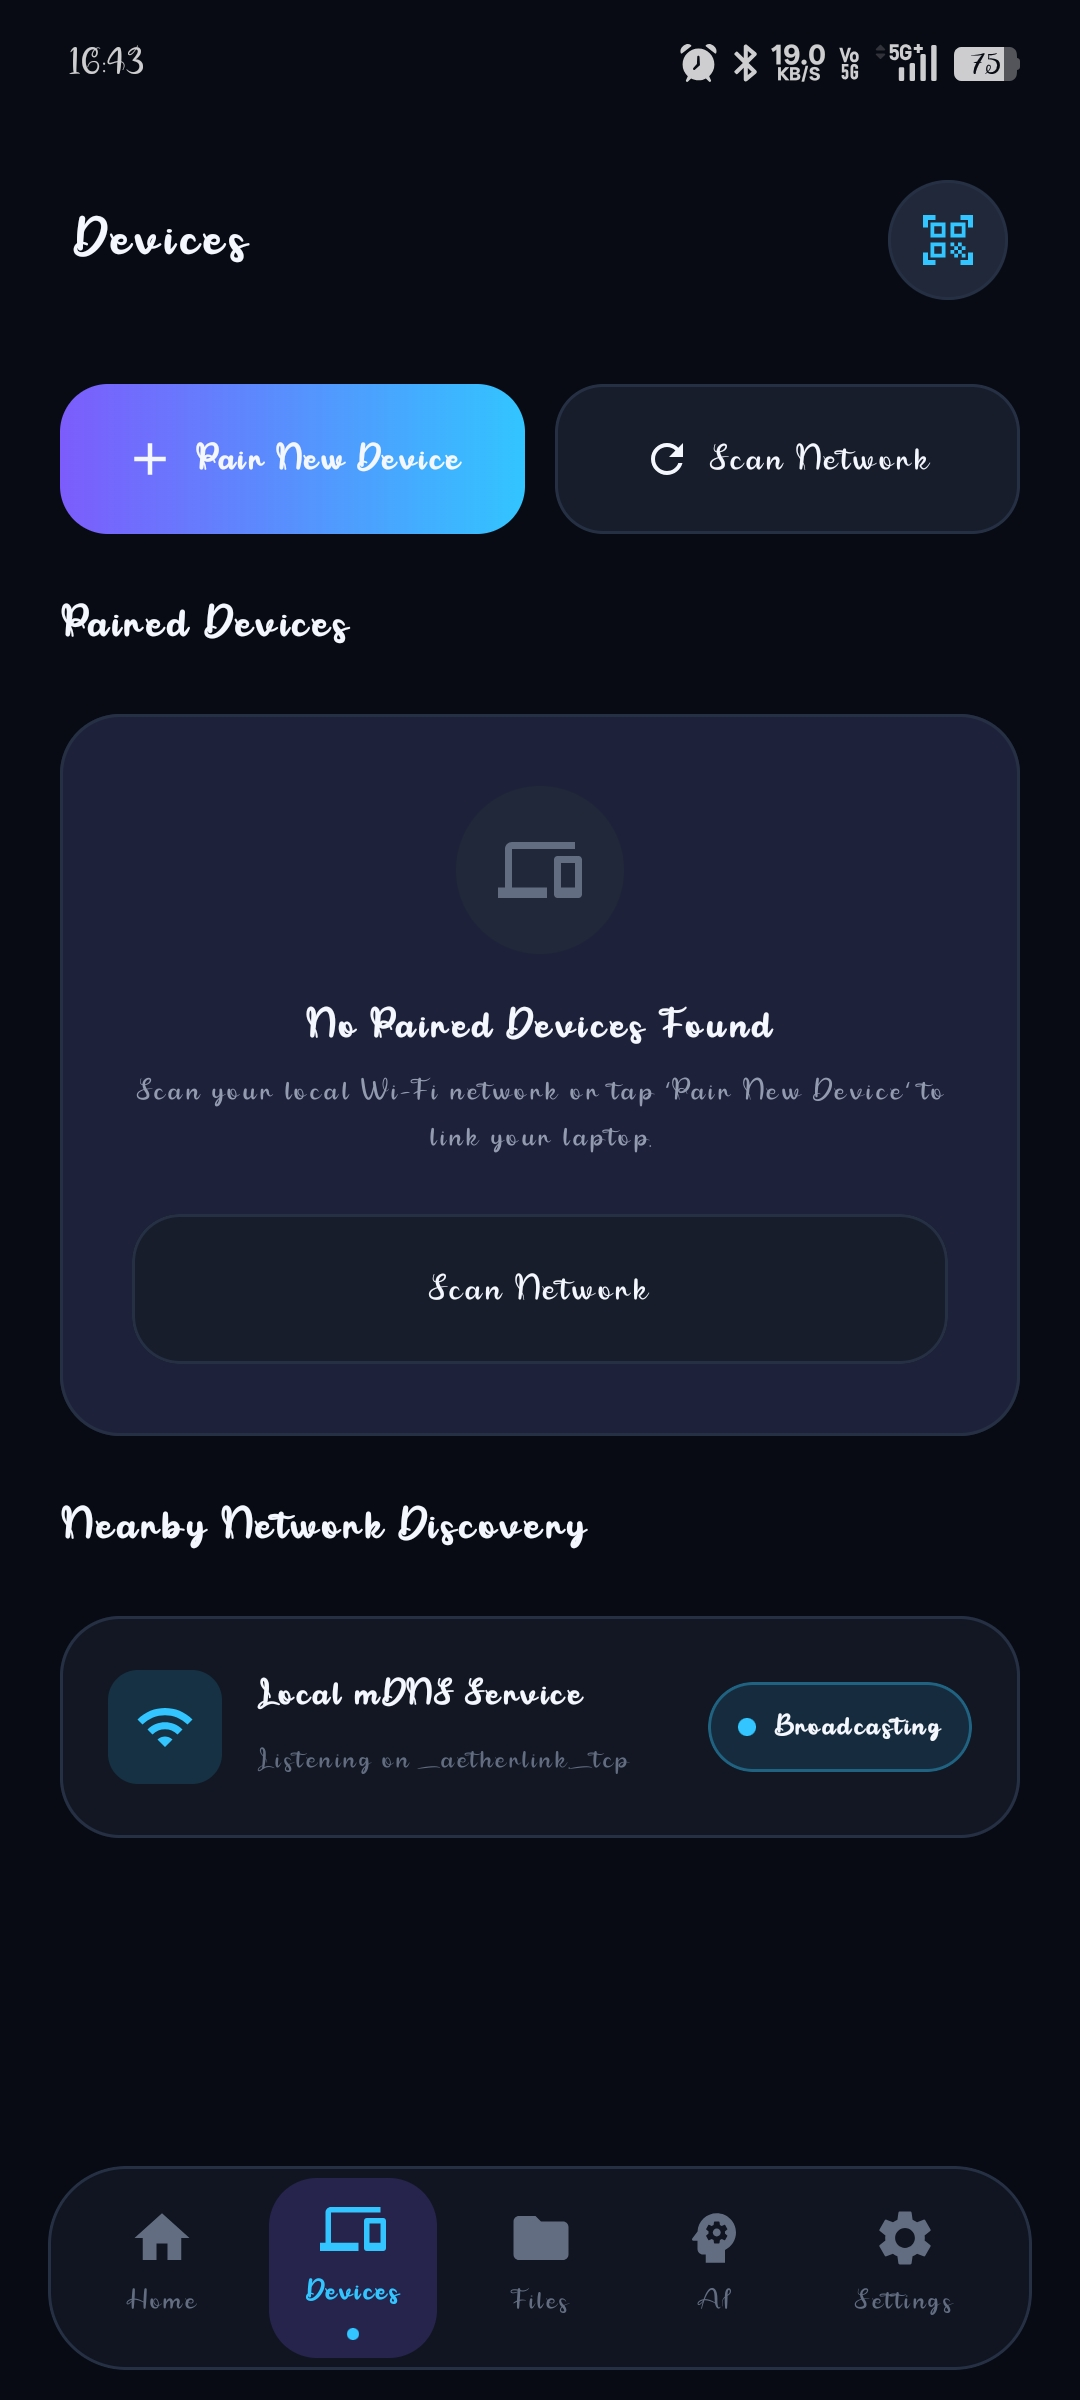 16:43
19.0 KB/S Vo 5G 5G+ 75
Devices
Pair New Device
Scan Network
Paired Devices
No Paired Devices Found
Scan your local Wi-Fi network or tap 'Pair New Device' to
link your laptop.
Scan Network
Nearby Network Discovery
Local mDNS Service
Listening on _aetherlink._tcp
Broadcasting
Home
Devices
Files
AI
Settings